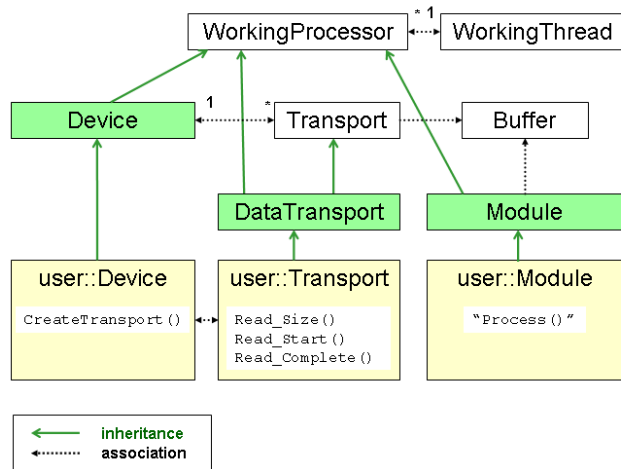 WorkingProcessor
* 1
WorkingThread
Device
1
*
Transport
Buffer
DataTransport
Module
user::Device
user::Transport
user::Module
CreateTransport()
Read_Size()
Read_Start()
Read_Complete()
“Process()”
inheritance
association